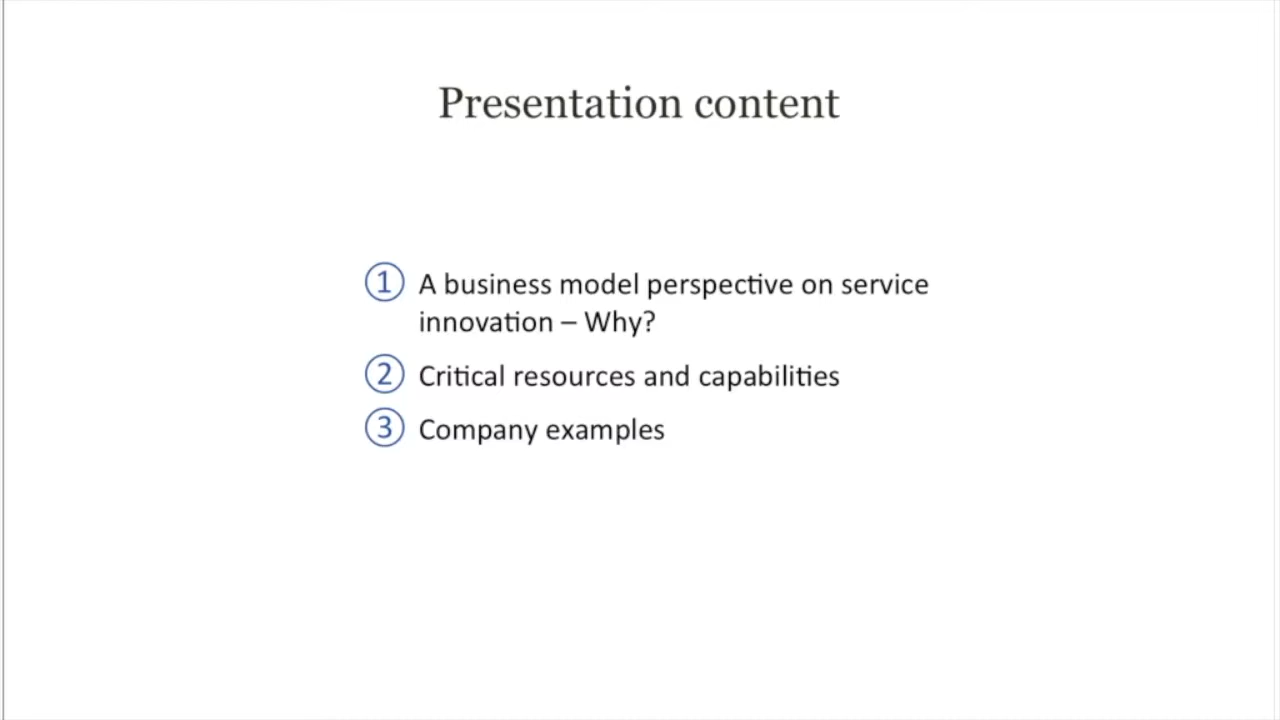 Presentation content
① A business model perspective on service
innovation – Why?
② Critical resources and capabilities
③ Company examples